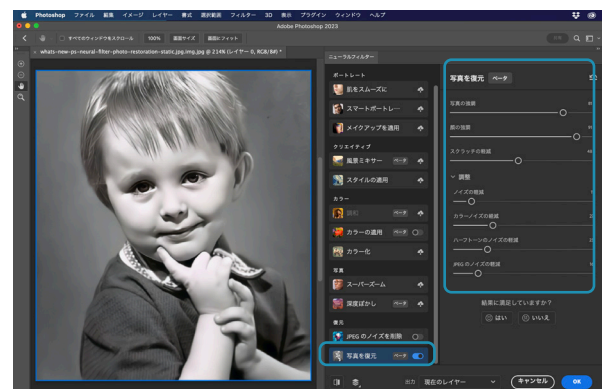 Photoshop ファイル 編集 イメージ レイヤー 書式 選択範囲 フィルター 3D 表示 プラグイン ウィンドウ ヘルプ
Adobe Photoshop 2023
すべてのウィンドウをスクロール 100% 画面サイズ 画面にフィット
whats-new-ps-neural-filter-photo-restoration-static.jpg.img.jpg @ 214% (レイヤー 0, RGB/8#) *
ニューラルフィルター
ポートレート
肌をスムーズに
スマートポートレ…
メイクアップを適用
クリエイティブ
風景ミキサー ベータ
スタイルの適用
カラー
調和 ベータ
カラーの適用 ベータ
カラー化
写真
スーパーズーム
深度ぼかし ベータ
復元
JPEG のノイズを削除
写真を復元 ベータ
写真を復元 ベータ
写真の強調
顔の強調
スクラッチの軽減
調整
ノイズの軽減
カラーノイズの軽減
ハーフトーンのノイズの軽減
JPEG のノイズの軽減
結果に満足していますか?
はい いいえ
出力 現在のレイヤー
キャンセル OK